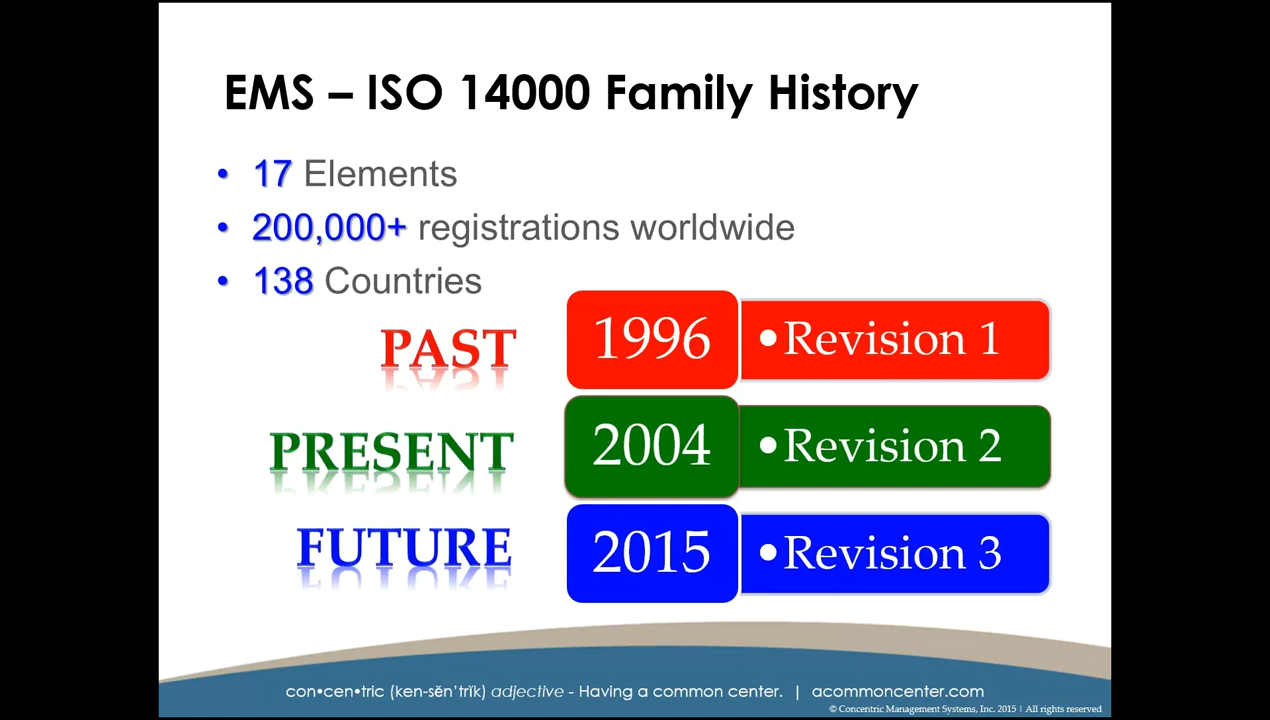 EMS – ISO 14000 Family History
• 17 Elements
• 200,000+ registrations worldwide
• 138 Countries
PAST 1996 •Revision 1
PRESENT 2004 •Revision 2
FUTURE 2015 •Revision 3
con•cen•tric (ken-sĕn'trĭk) adjective - Having a common center. | acommoncenter.com
© Concentric Management Systems, Inc. 2015 | All rights reserved